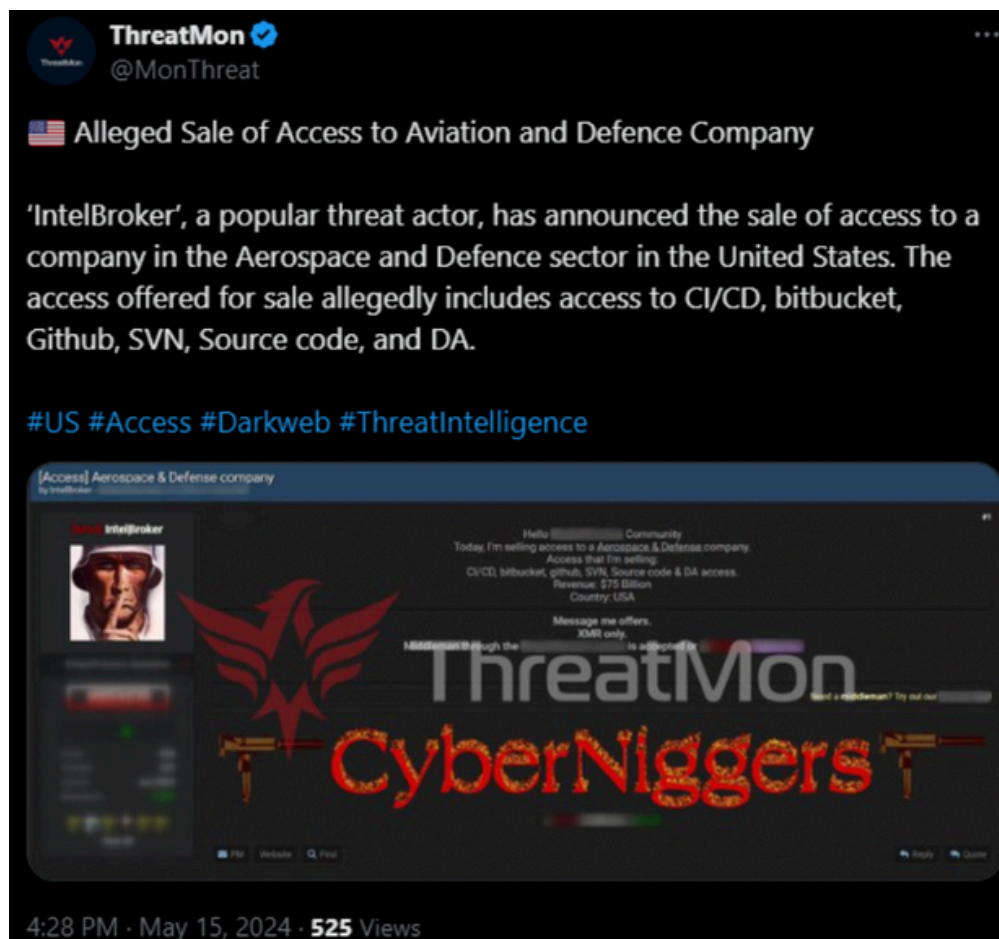 ThreatMon
ThreatMon
@MonThreat
Alleged Sale of Access to Aviation and Defence Company
‘IntelBroker’, a popular threat actor, has announced the sale of access to a
company in the Aerospace and Defence sector in the United States. The
access offered for sale allegedly includes access to CI/CD, bitbucket,
Github, SVN, Source code, and DA.
#US #Access #Darkweb #ThreatIntelligence
[Access] Aerospace & Defense company
by IntelBroker -
#1
IntelBroker
Hello Community
Today, I'm selling access to a Aerospace & Defense company.
Access that I'm selling:
CI/CD, bitbucket, github, SVN, Source code & DA access.
Revenue: $75 Billion
Country: USA
Message me offers.
XMR only.
Middleman through the is accepted or
ThreatMon
Need a middleman? Try out our
CyberNiggers
PM Website Find
Reply Quote
4:28 PM · May 15, 2024 · 525 Views